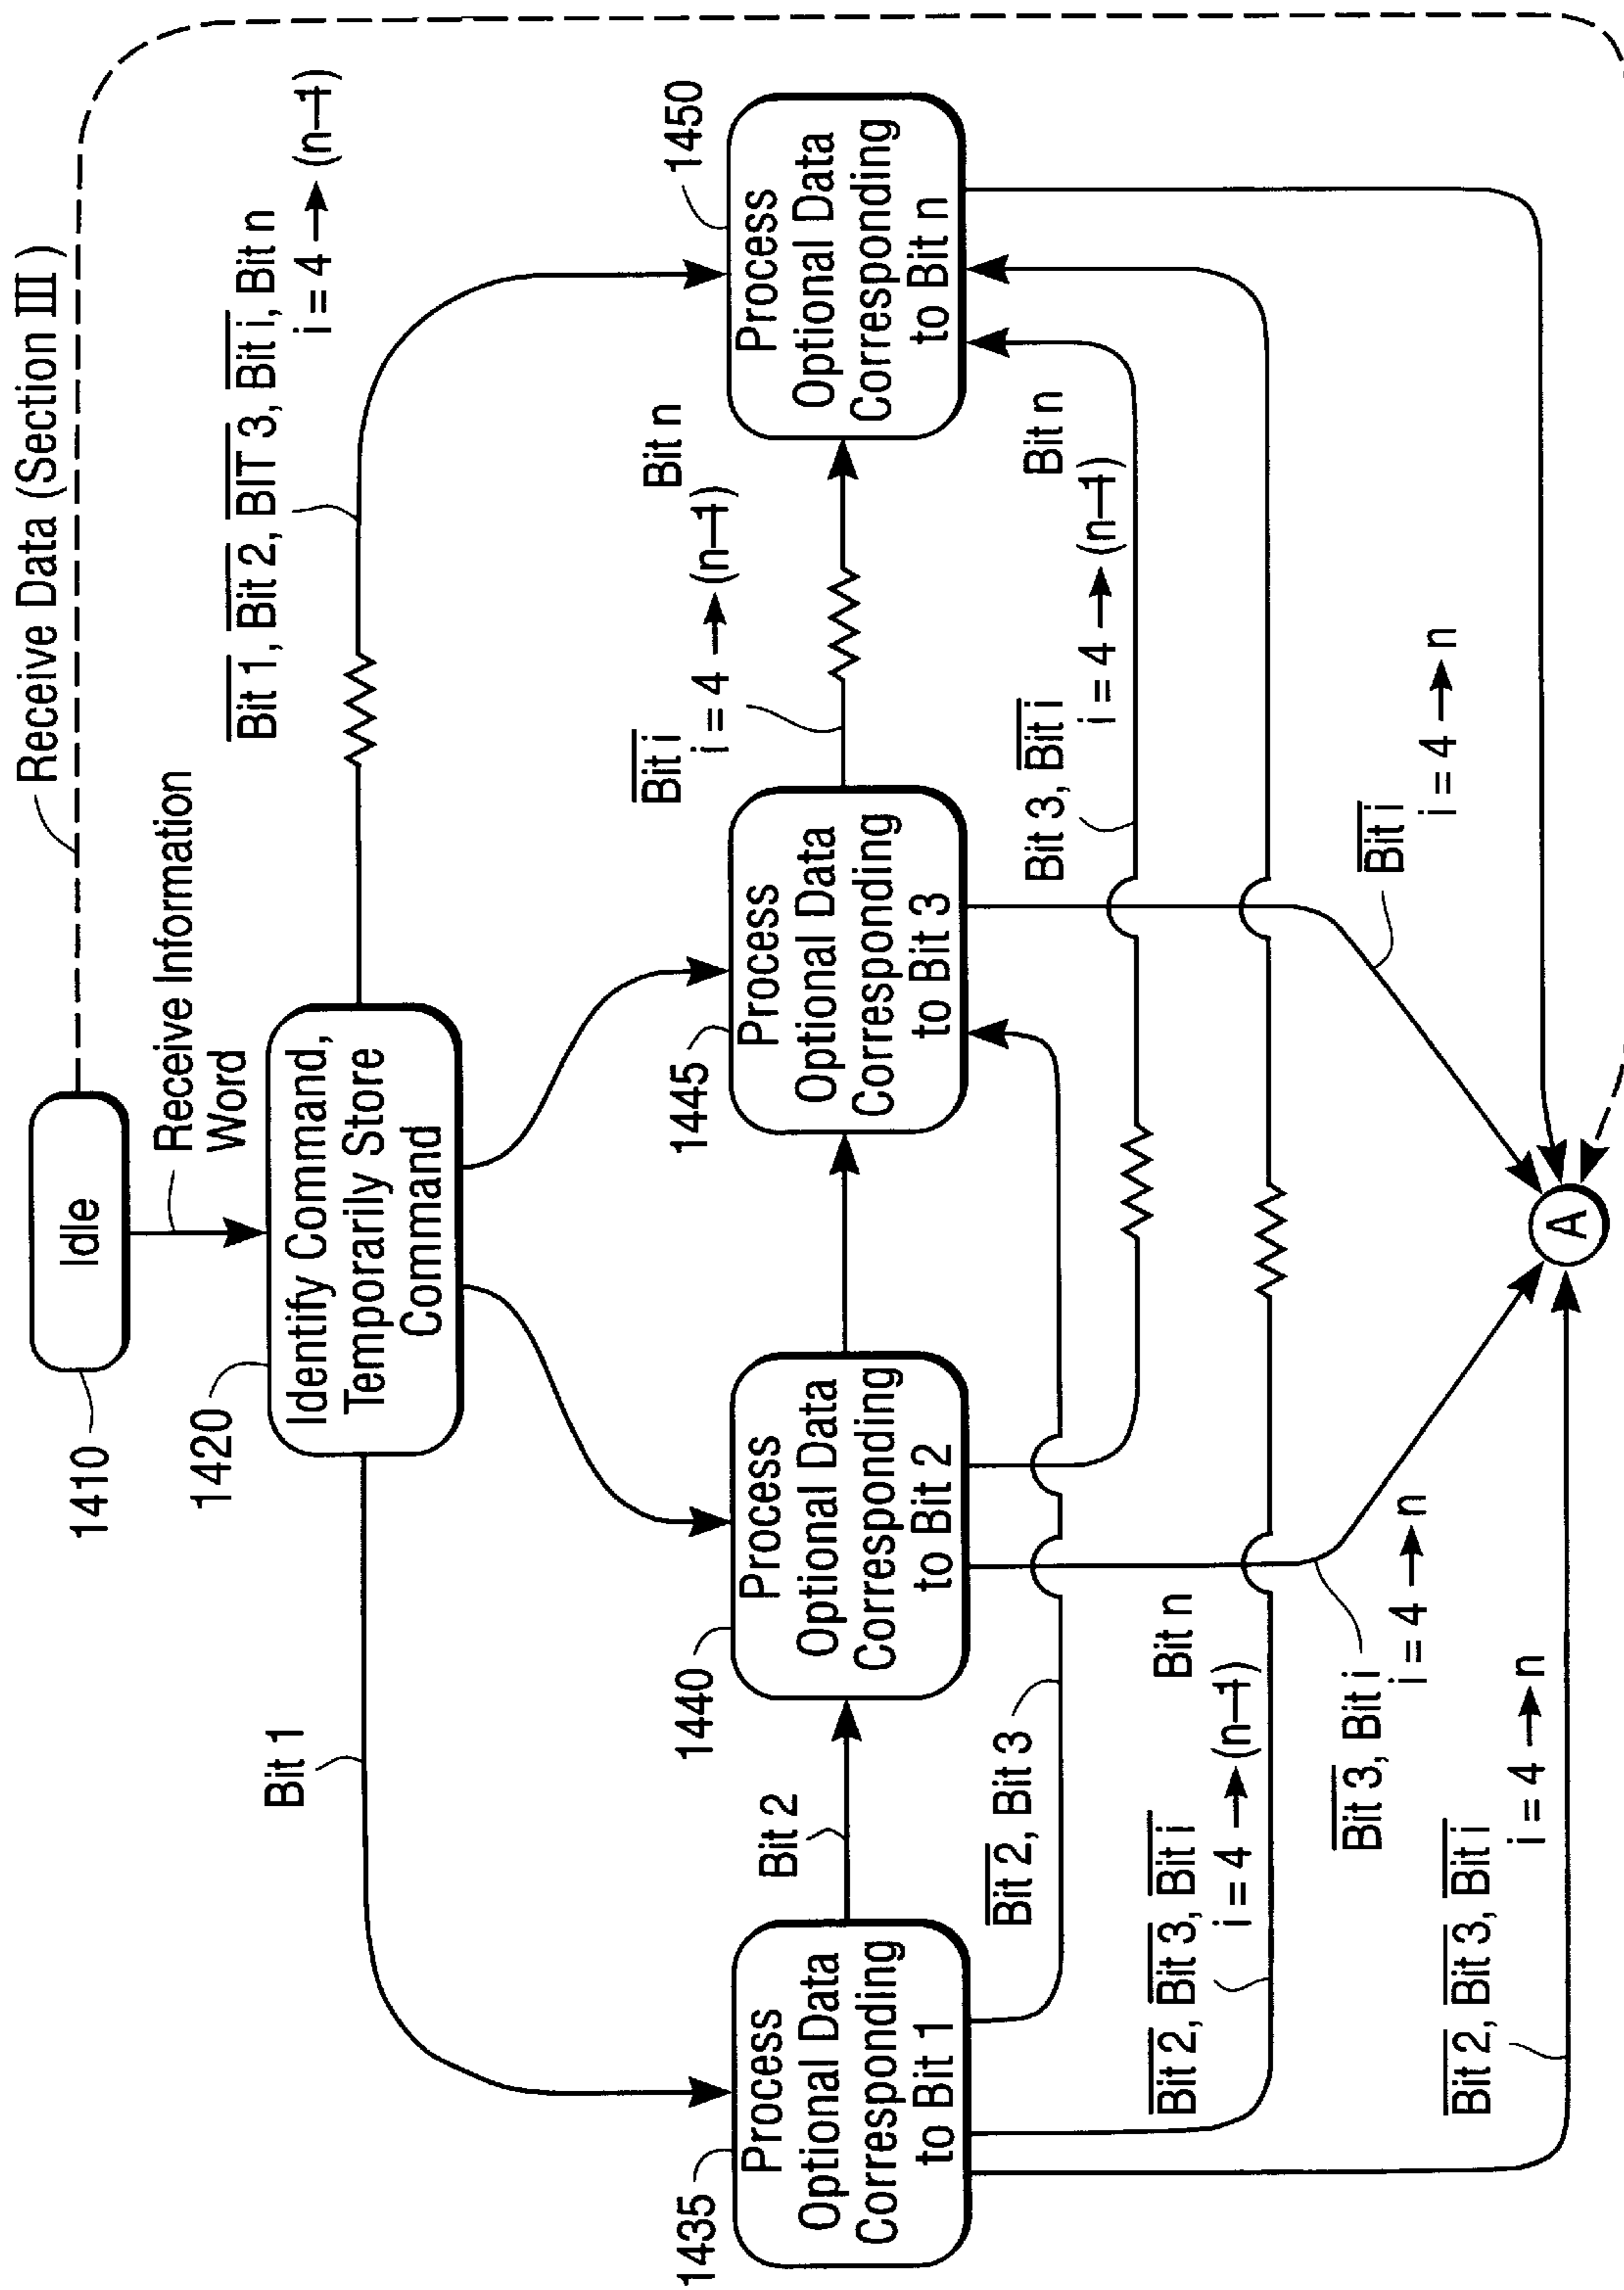 Receive Data (Section III)
1410
Idle
Receive Information
Word
1420
Identify Command,
Temporarily Store
Command
Bit 1
Bit 1, Bit 2, BIT 3, Bit i, Bit n
i = 4 → (n–1)
1435
Process
Optional Data
Corresponding
to Bit 1
Bit 2
1440
Process
Optional Data
Corresponding
to Bit 2
1445
Process
Optional Data
Corresponding
to Bit 3
Bit i
i = 4 → (n–1)
Bit n
1450
Process
Optional Data
Corresponding
to Bit n
Bit 2, Bit 3
Bit 3, Bit i
i = 4 → (n–1)
Bit n
Bit 2, Bit 3, Bit i
i = 4 → (n–1)
Bit n
Bit 3, Bit i
i = 4 → n
Bit i
i = 4 → n
Bit 2, Bit 3, Bit i
i = 4 → n
A